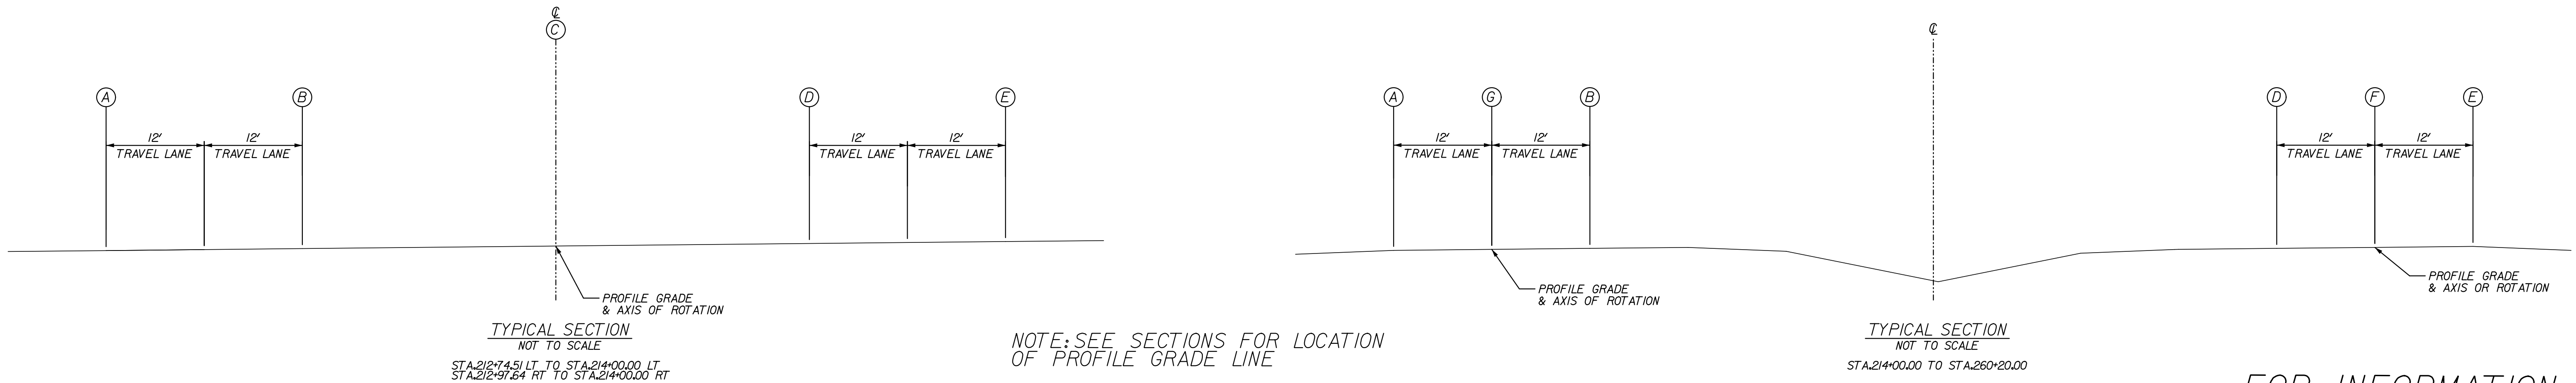 ℄
C
A
B
D
E
12'
12'
TRAVEL LANE
TRAVEL LANE
12'
12'
TRAVEL LANE
TRAVEL LANE
PROFILE GRADE
& AXIS OF ROTATION
TYPICAL SECTION
NOT TO SCALE
STA.212+74.51 LT TO STA.214+00.00 LT
STA.212+97.64 RT TO STA.214+00.00 RT
NOTE: SEE SECTIONS FOR LOCATION
OF PROFILE GRADE LINE
℄
A
G
B
D
F
E
12'
12'
TRAVEL LANE
TRAVEL LANE
12'
12'
TRAVEL LANE
TRAVEL LANE
PROFILE GRADE
& AXIS OF ROTATION
PROFILE GRADE
& AXIS OR ROTATION
TYPICAL SECTION
NOT TO SCALE
STA.214+00.00 TO STA.260+20.00
FOR INFORMATION